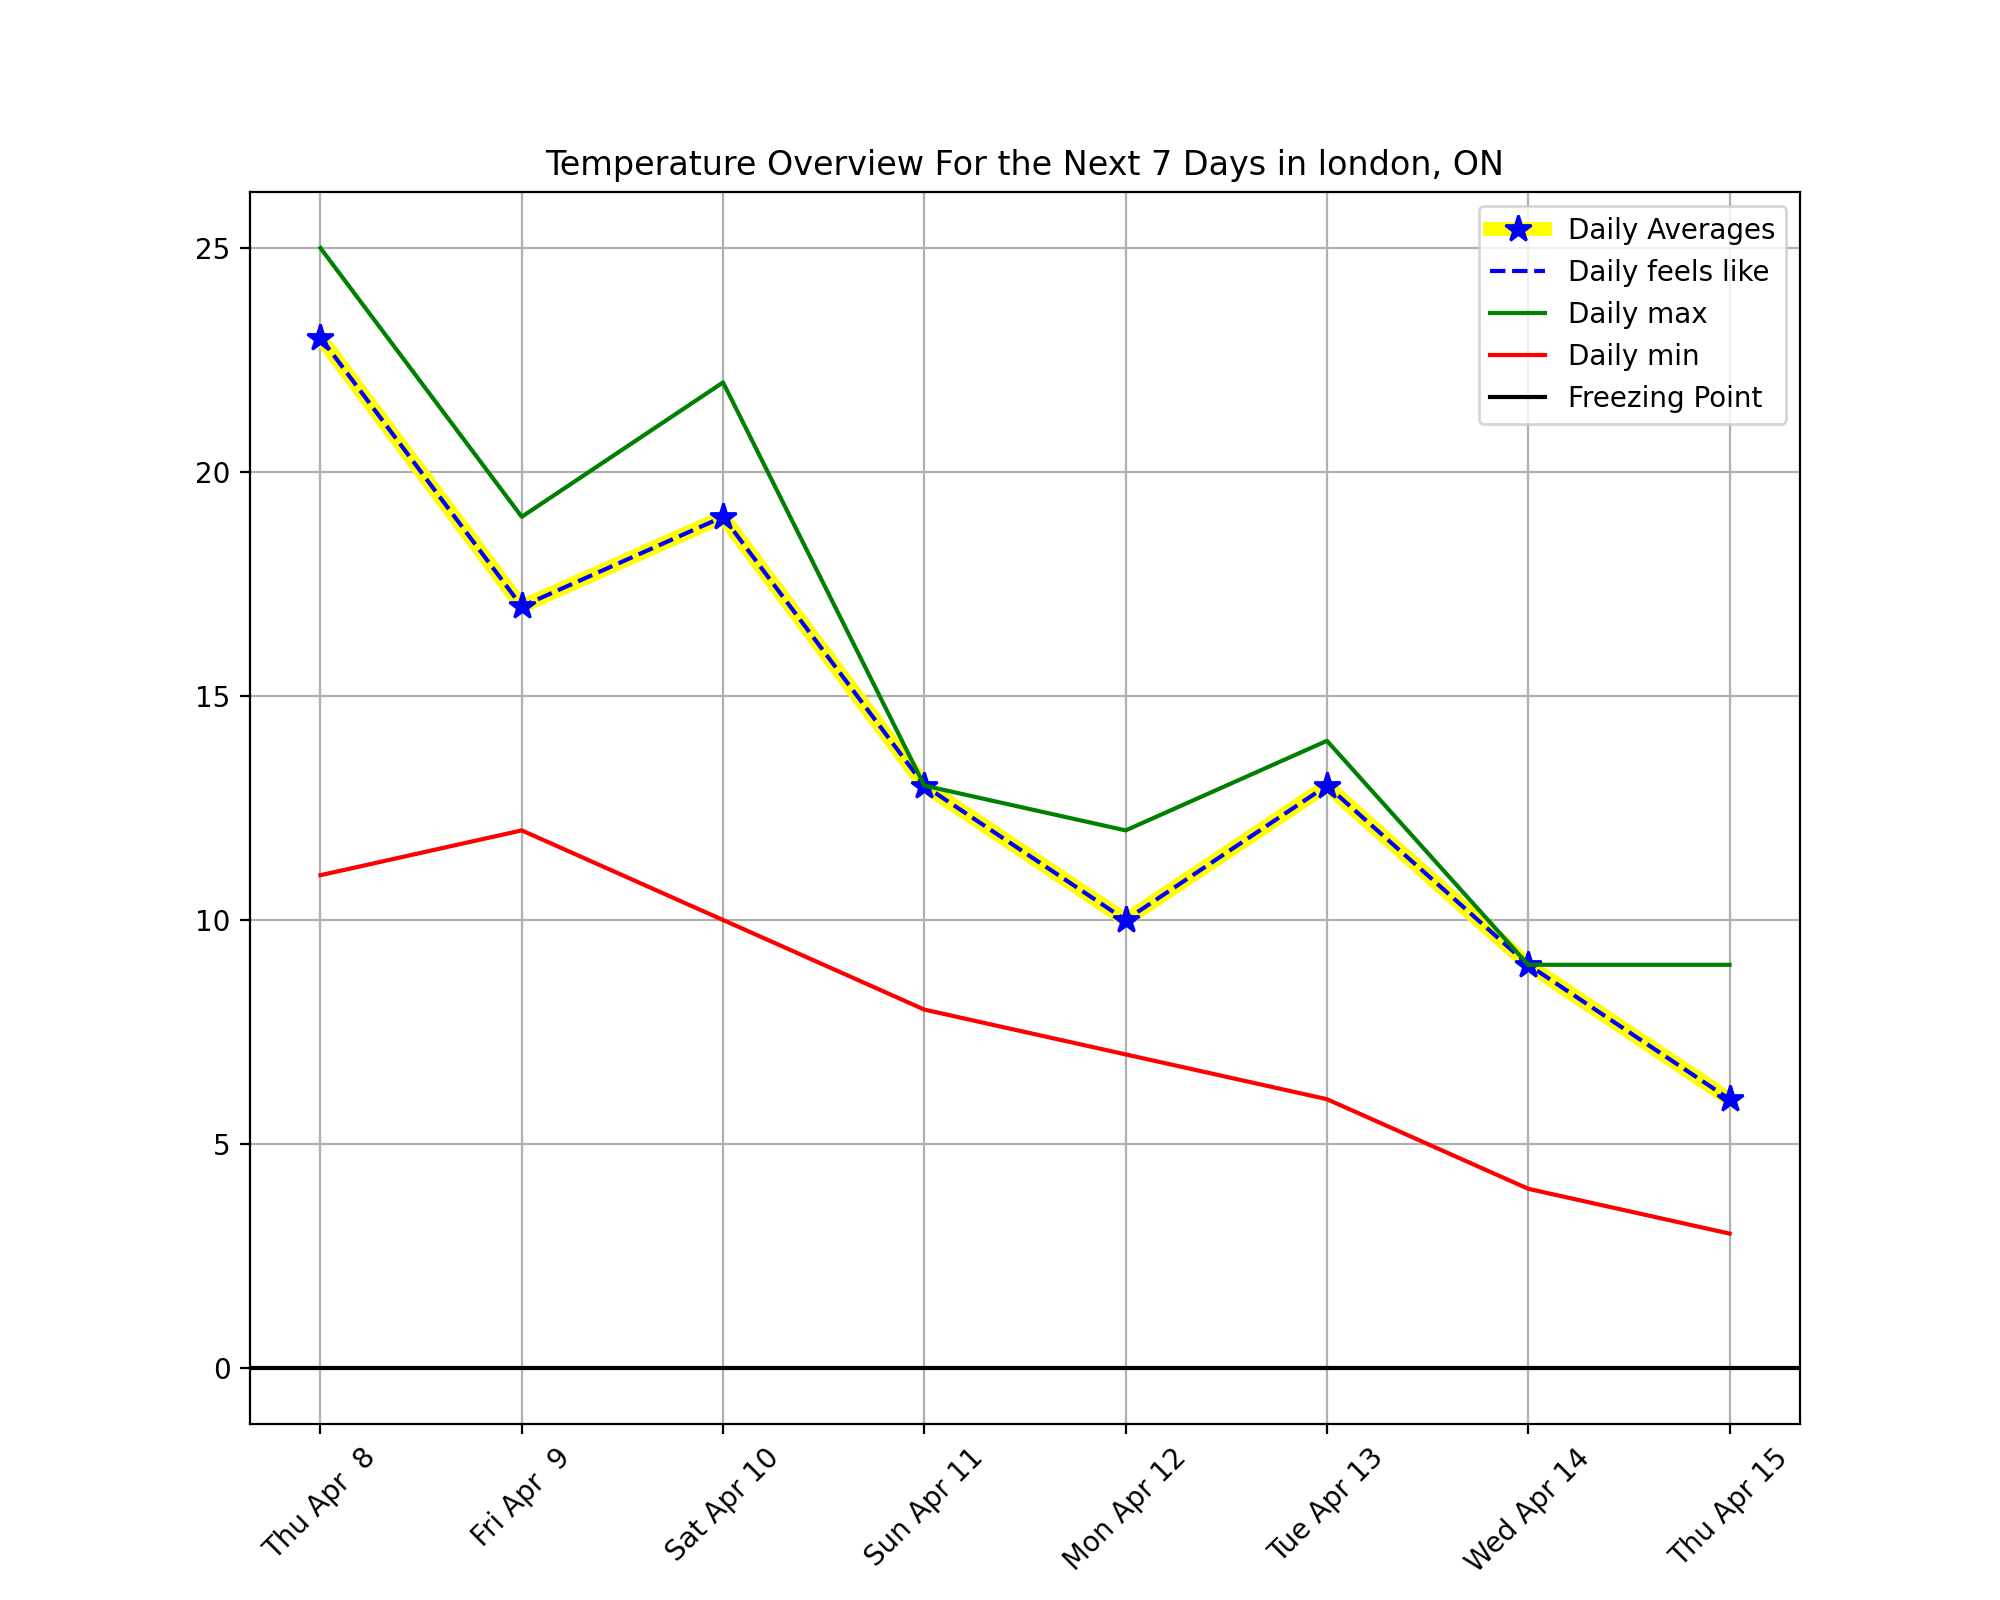 Temperature Overview For the Next 7 Days in london, ON
Daily Averages
Daily feels like
Daily max
Daily min
Freezing Point
25
20
15
10
5
0
Thu Apr  8
Fri Apr  9
Sat Apr 10
Sun Apr 11
Mon Apr 12
Tue Apr 13
Wed Apr 14
Thu Apr 15